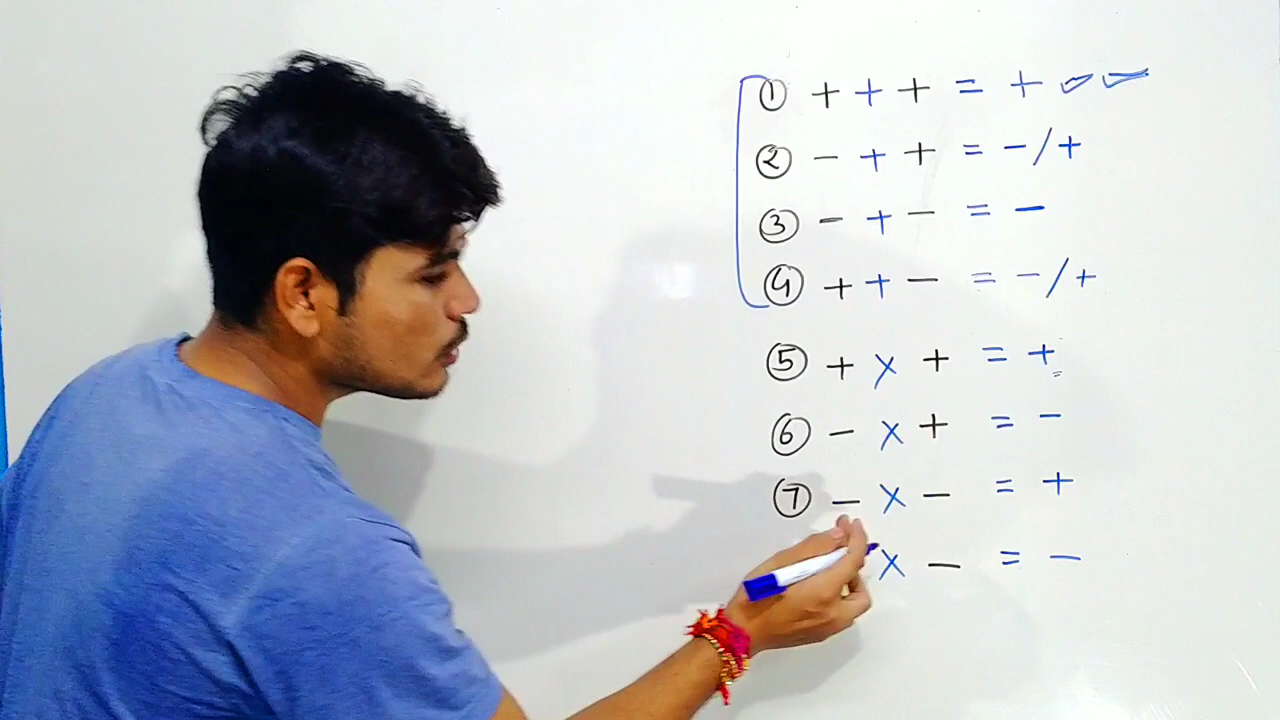 ① + + + = + ✓ ✓
② - + + = - / +
③ - + - = -
④ + + - = - / +
⑤ + x + = +
⑥ - x + = -
⑦ - x - = +
x - = -